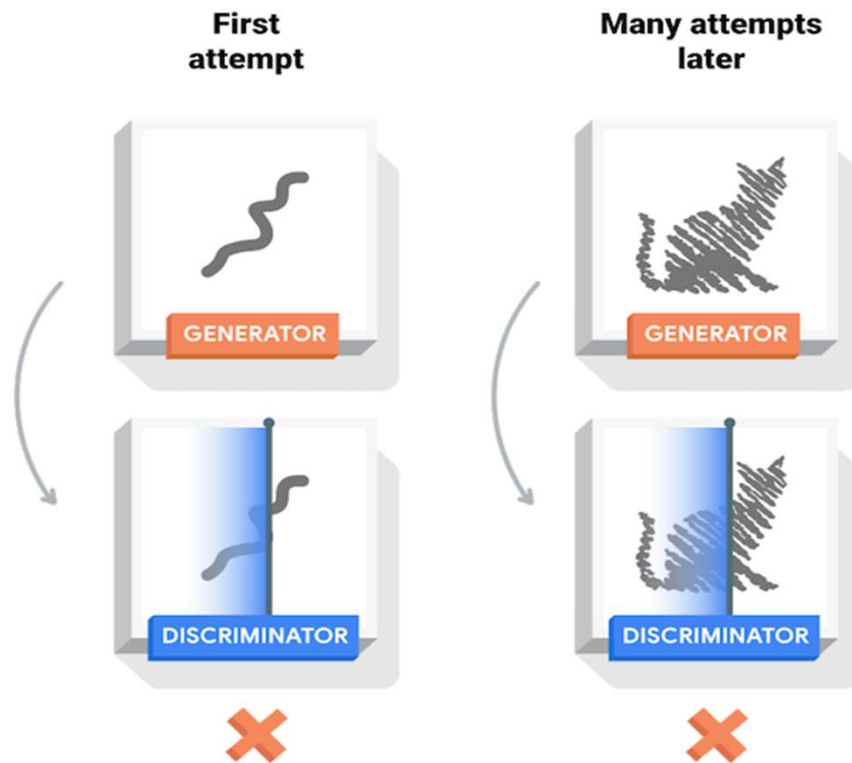 First
attempt
Many attempts
later
GENERATOR
GENERATOR
DISCRIMINATOR
DISCRIMINATOR